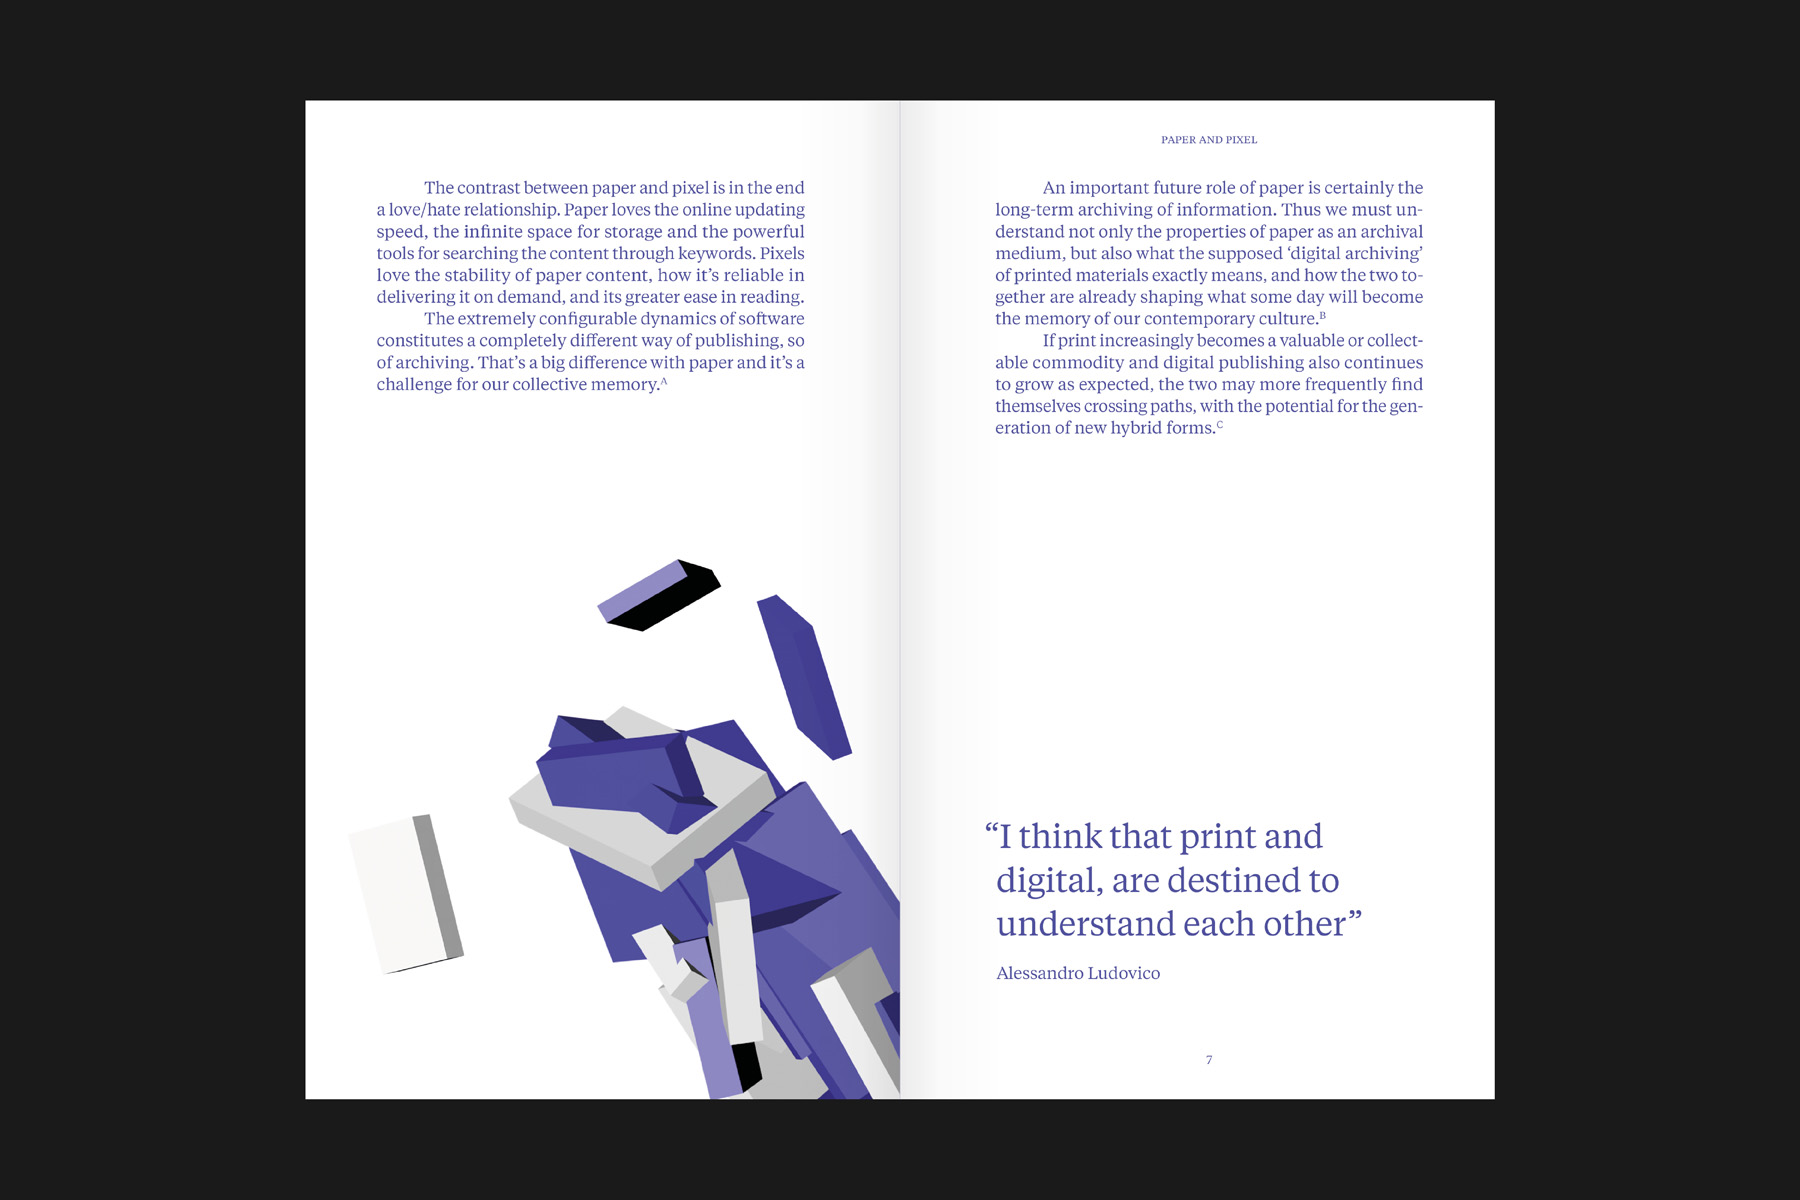 The contrast between paper and pixel is in the end
a love/hate relationship. Paper loves the online updating
speed, the infinite space for storage and the powerful
tools for searching the content through keywords. Pixels
love the stability of paper content, how it’s reliable in
delivering it on demand, and its greater ease in reading.
The extremely configurable dynamics of software
constitutes a completely different way of publishing, so
of archiving. That’s a big difference with paper and it’s a
challenge for our collective memory.ᴬ
PAPER AND PIXEL
An important future role of paper is certainly the
long-term archiving of information. Thus we must un-
derstand not only the properties of paper as an archival
medium, but also what the supposed ‘digital archiving’
of printed materials exactly means, and how the two to-
gether are already shaping what some day will become
the memory of our contemporary culture.ᴮ
If print increasingly becomes a valuable or collect-
able commodity and digital publishing also continues
to grow as expected, the two may more frequently find
themselves crossing paths, with the potential for the gen-
eration of new hybrid forms.ᶜ
“I think that print and
digital, are destined to
understand each other”
Alessandro Ludovico
7